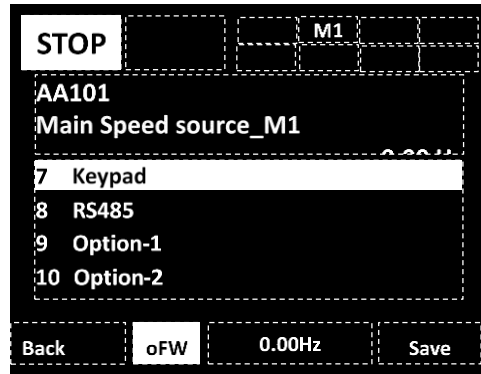 STOP
M1
AA101
Main Speed source_M1
7 Keypad
8 RS485
9 Option-1
10 Option-2
Back oFW 0.00Hz Save